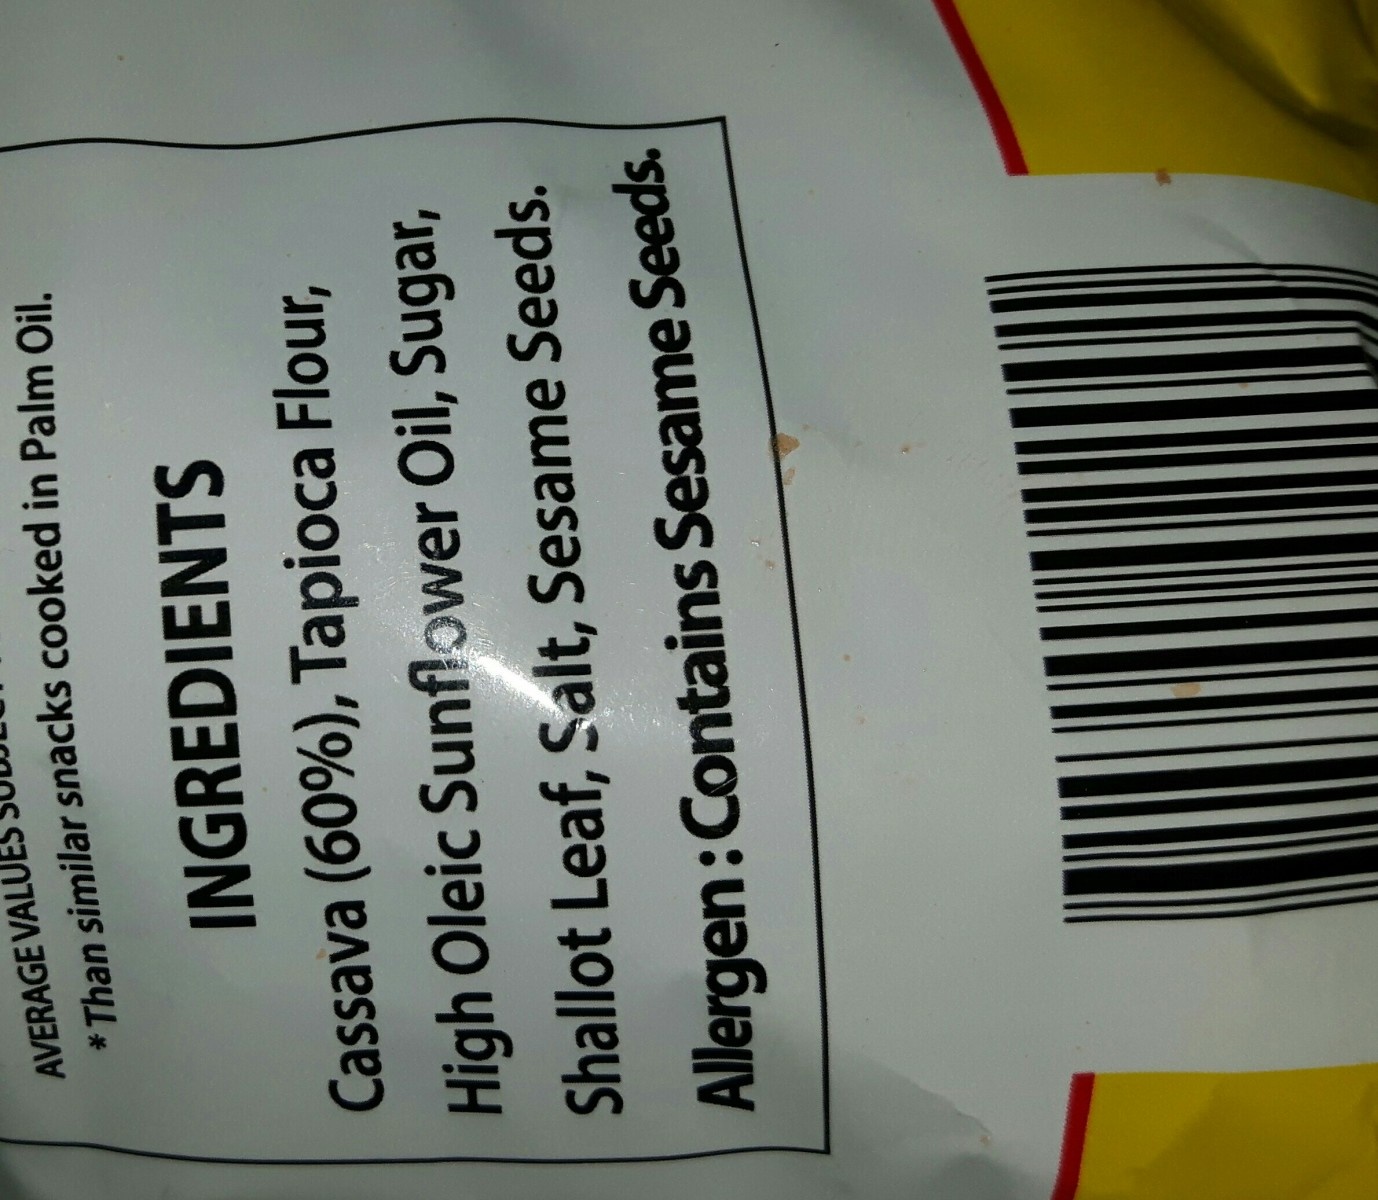 AVERAGE VALUES
* Than similar snacks cooked in Palm Oil.
INGREDIENTS
Cassava (60%), Tapioca Flour,
High Oleic Sunflower Oil, Sugar,
Shallot Leaf, Salt, Sesame Seeds.
Allergen : Contains Sesame Seeds.